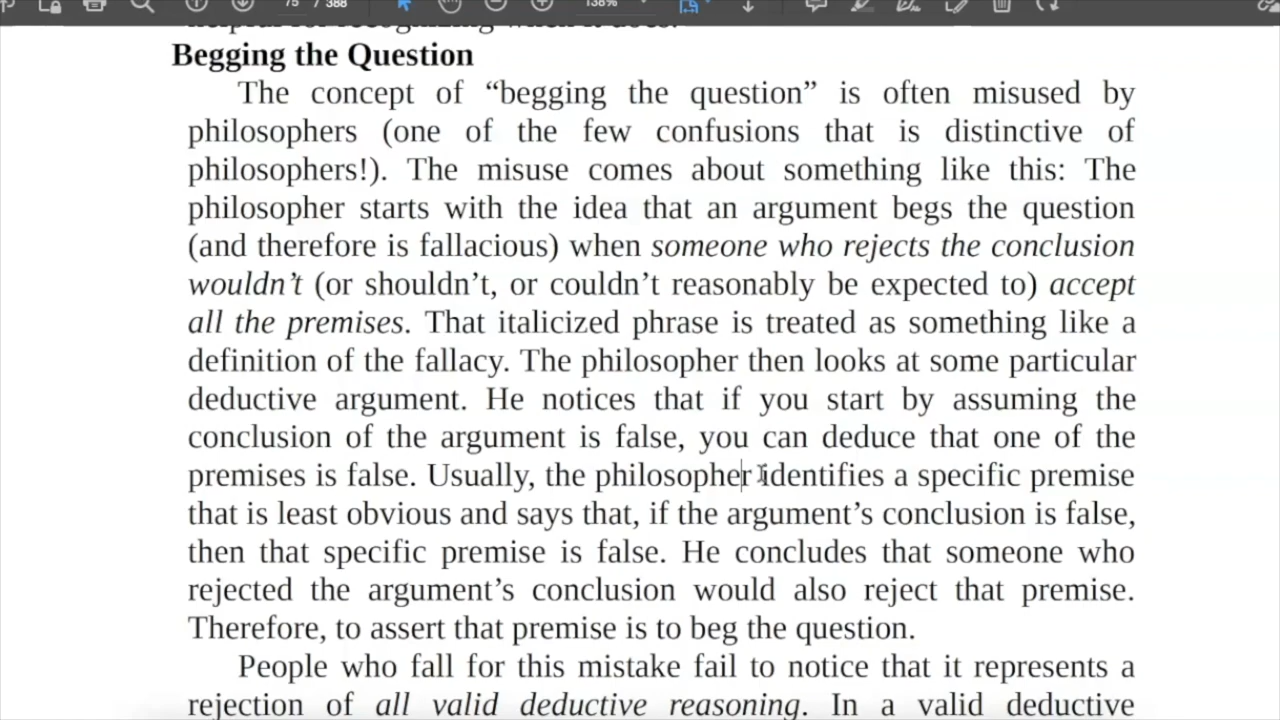 75 / 388
138%
helpful for recognizing when it does.
Begging the Question
The concept of “begging the question” is often misused by
philosophers (one of the few confusions that is distinctive of
philosophers!). The misuse comes about something like this: The
philosopher starts with the idea that an argument begs the question
(and therefore is fallacious) when someone who rejects the conclusion
wouldn’t (or shouldn’t, or couldn’t reasonably be expected to) accept
all the premises. That italicized phrase is treated as something like a
definition of the fallacy. The philosopher then looks at some particular
deductive argument. He notices that if you start by assuming the
conclusion of the argument is false, you can deduce that one of the
premises is false. Usually, the philosopher identifies a specific premise
that is least obvious and says that, if the argument’s conclusion is false,
then that specific premise is false. He concludes that someone who
rejected the argument’s conclusion would also reject that premise.
Therefore, to assert that premise is to beg the question.
People who fall for this mistake fail to notice that it represents a
rejection of all valid deductive reasoning. In a valid deductive